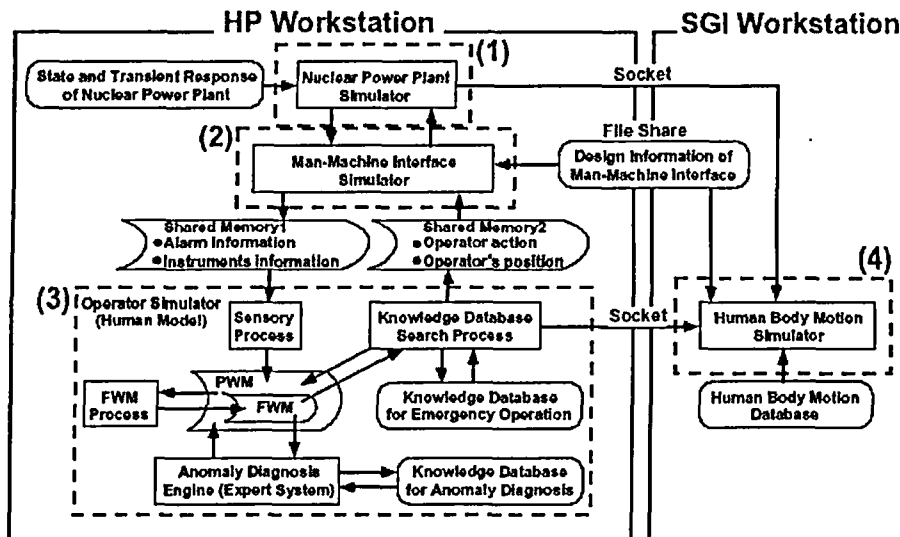 HP Workstation
SGI Workstation
(1)
State and Transient Response
of Nuclear Power Plant
Nuclear Power Plant
Simulator
Socket
(2)
File Share
Man-Machine Interface
Simulator
Design Information of
Man-Machine Interface
Shared Memory1
●Alarm Information
●Instruments information
Shared Memory2
●Operator action
●Operator's position
(3)
Operator Simulator
(Human Model)
Sensory
Process
Knowledge Database
Search Process
Socket
(4)
Human Body Motion
Simulator
PWM
FWM
FWM
Process
Knowledge Database
for Emergency Operation
Human Body Motion
Database
Anomaly Diagnosis
Engine (Expert System)
Knowledge Database
for Anomaly Diagnosis